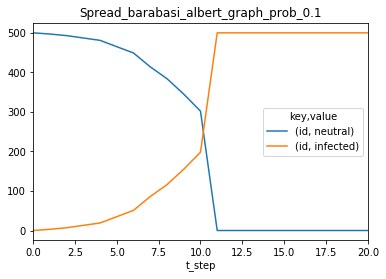 Spread_barabasi_albert_graph_prob_0.1
500
400
300
200
100
0
key,value
(id, neutral)
(id, infected)
0.0 2.5 5.0 7.5 10.0 12.5 15.0 17.5 20.0
t_step